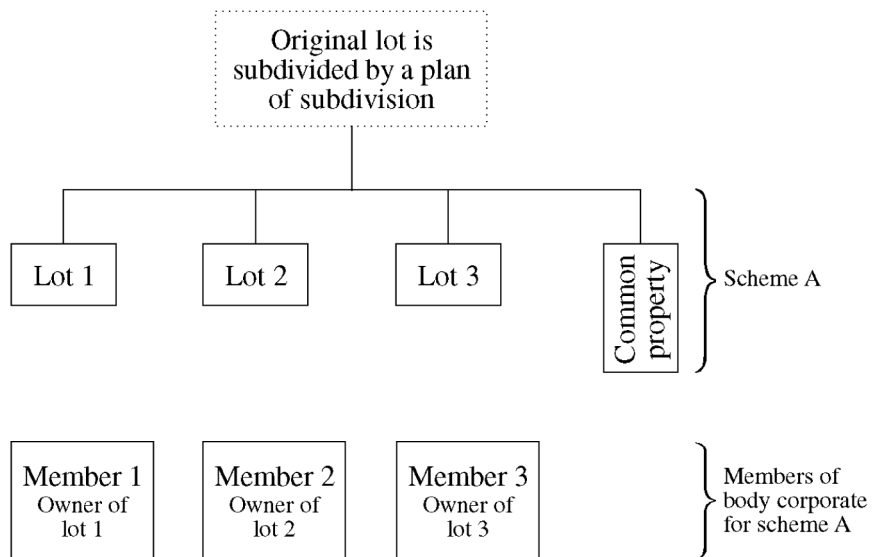 Original lot is
subdivided by a plan
of subdivision
Lot 1
Lot 2
Lot 3
Common
property
Scheme A
Member 1
Owner of
lot 1
Member 2
Owner of
lot 2
Member 3
Owner of
lot 3
Members of
body corporate
for scheme A